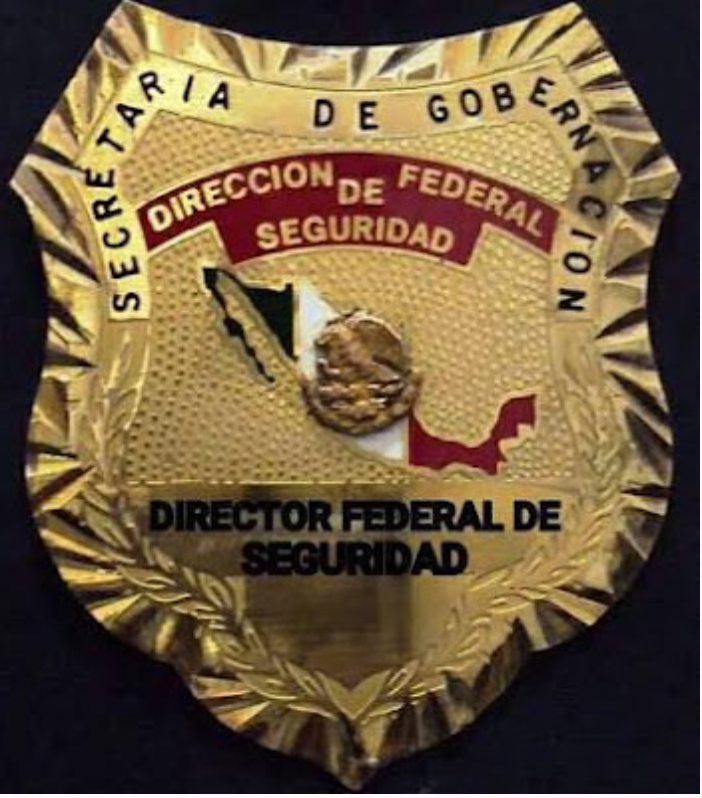 SECRETARIA DE GOBERNACION
DIRECCION DE FEDERAL
SEGURIDAD
DIRECTOR FEDERAL DE
SEGURIDAD